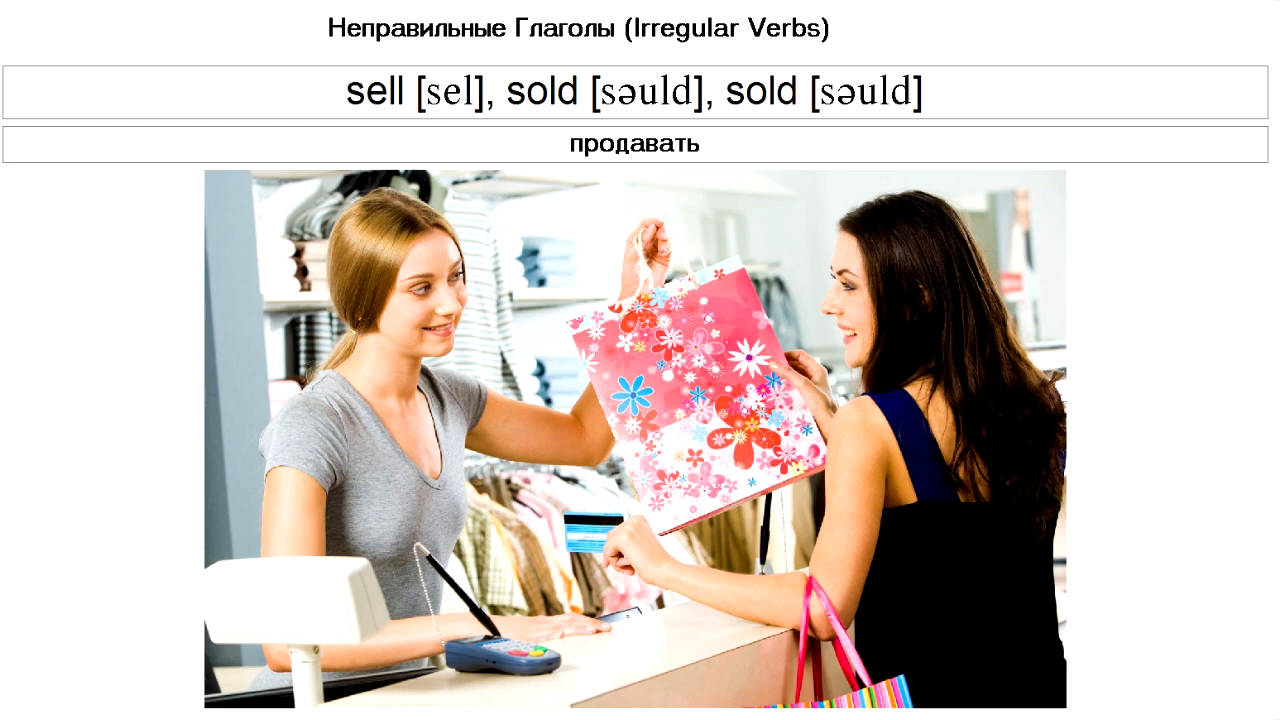 Неправильные Глаголы (Irregular Verbs)
sell [sel], sold [səuld], sold [səuld]
продавать